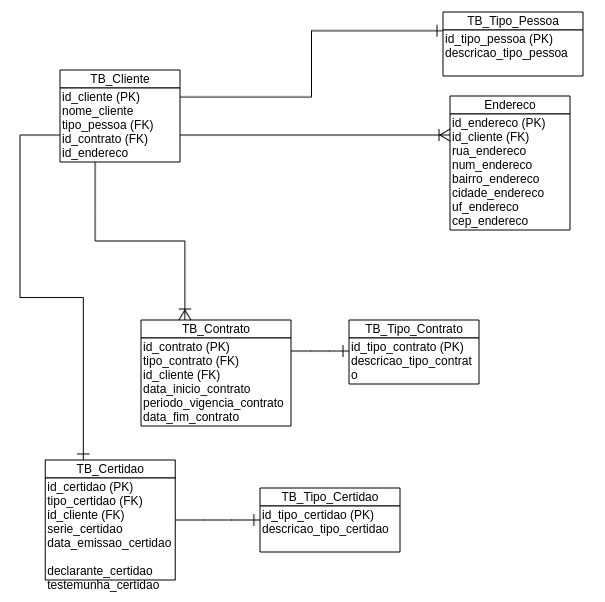 TB_Tipo_Pessoa
id_tipo_pessoa (PK)
descricao_tipo_pessoa
TB_Cliente
id_cliente (PK)
nome_cliente
tipo_pessoa (FK)
id_contrato (FK)
id_endereco
Endereco
id_endereco (PK)
id_cliente (FK)
rua_endereco
num_endereco
bairro_endereco
cidade_endereco
uf_endereco
cep_endereco
TB_Contrato
id_contrato (PK)
tipo_contrato (FK)
id_cliente (FK)
data_inicio_contrato
periodo_vigencia_contrato
data_fim_contrato
TB_Tipo_Contrato
id_tipo_contrato (PK)
descricao_tipo_contrat
o
TB_Certidao
id_certidao (PK)
tipo_certidao (FK)
id_cliente (FK)
serie_certidao
data_emissao_certidao
declarante_certidao
testemunha_certidao
TB_Tipo_Certidao
id_tipo_certidao (PK)
descricao_tipo_certidao